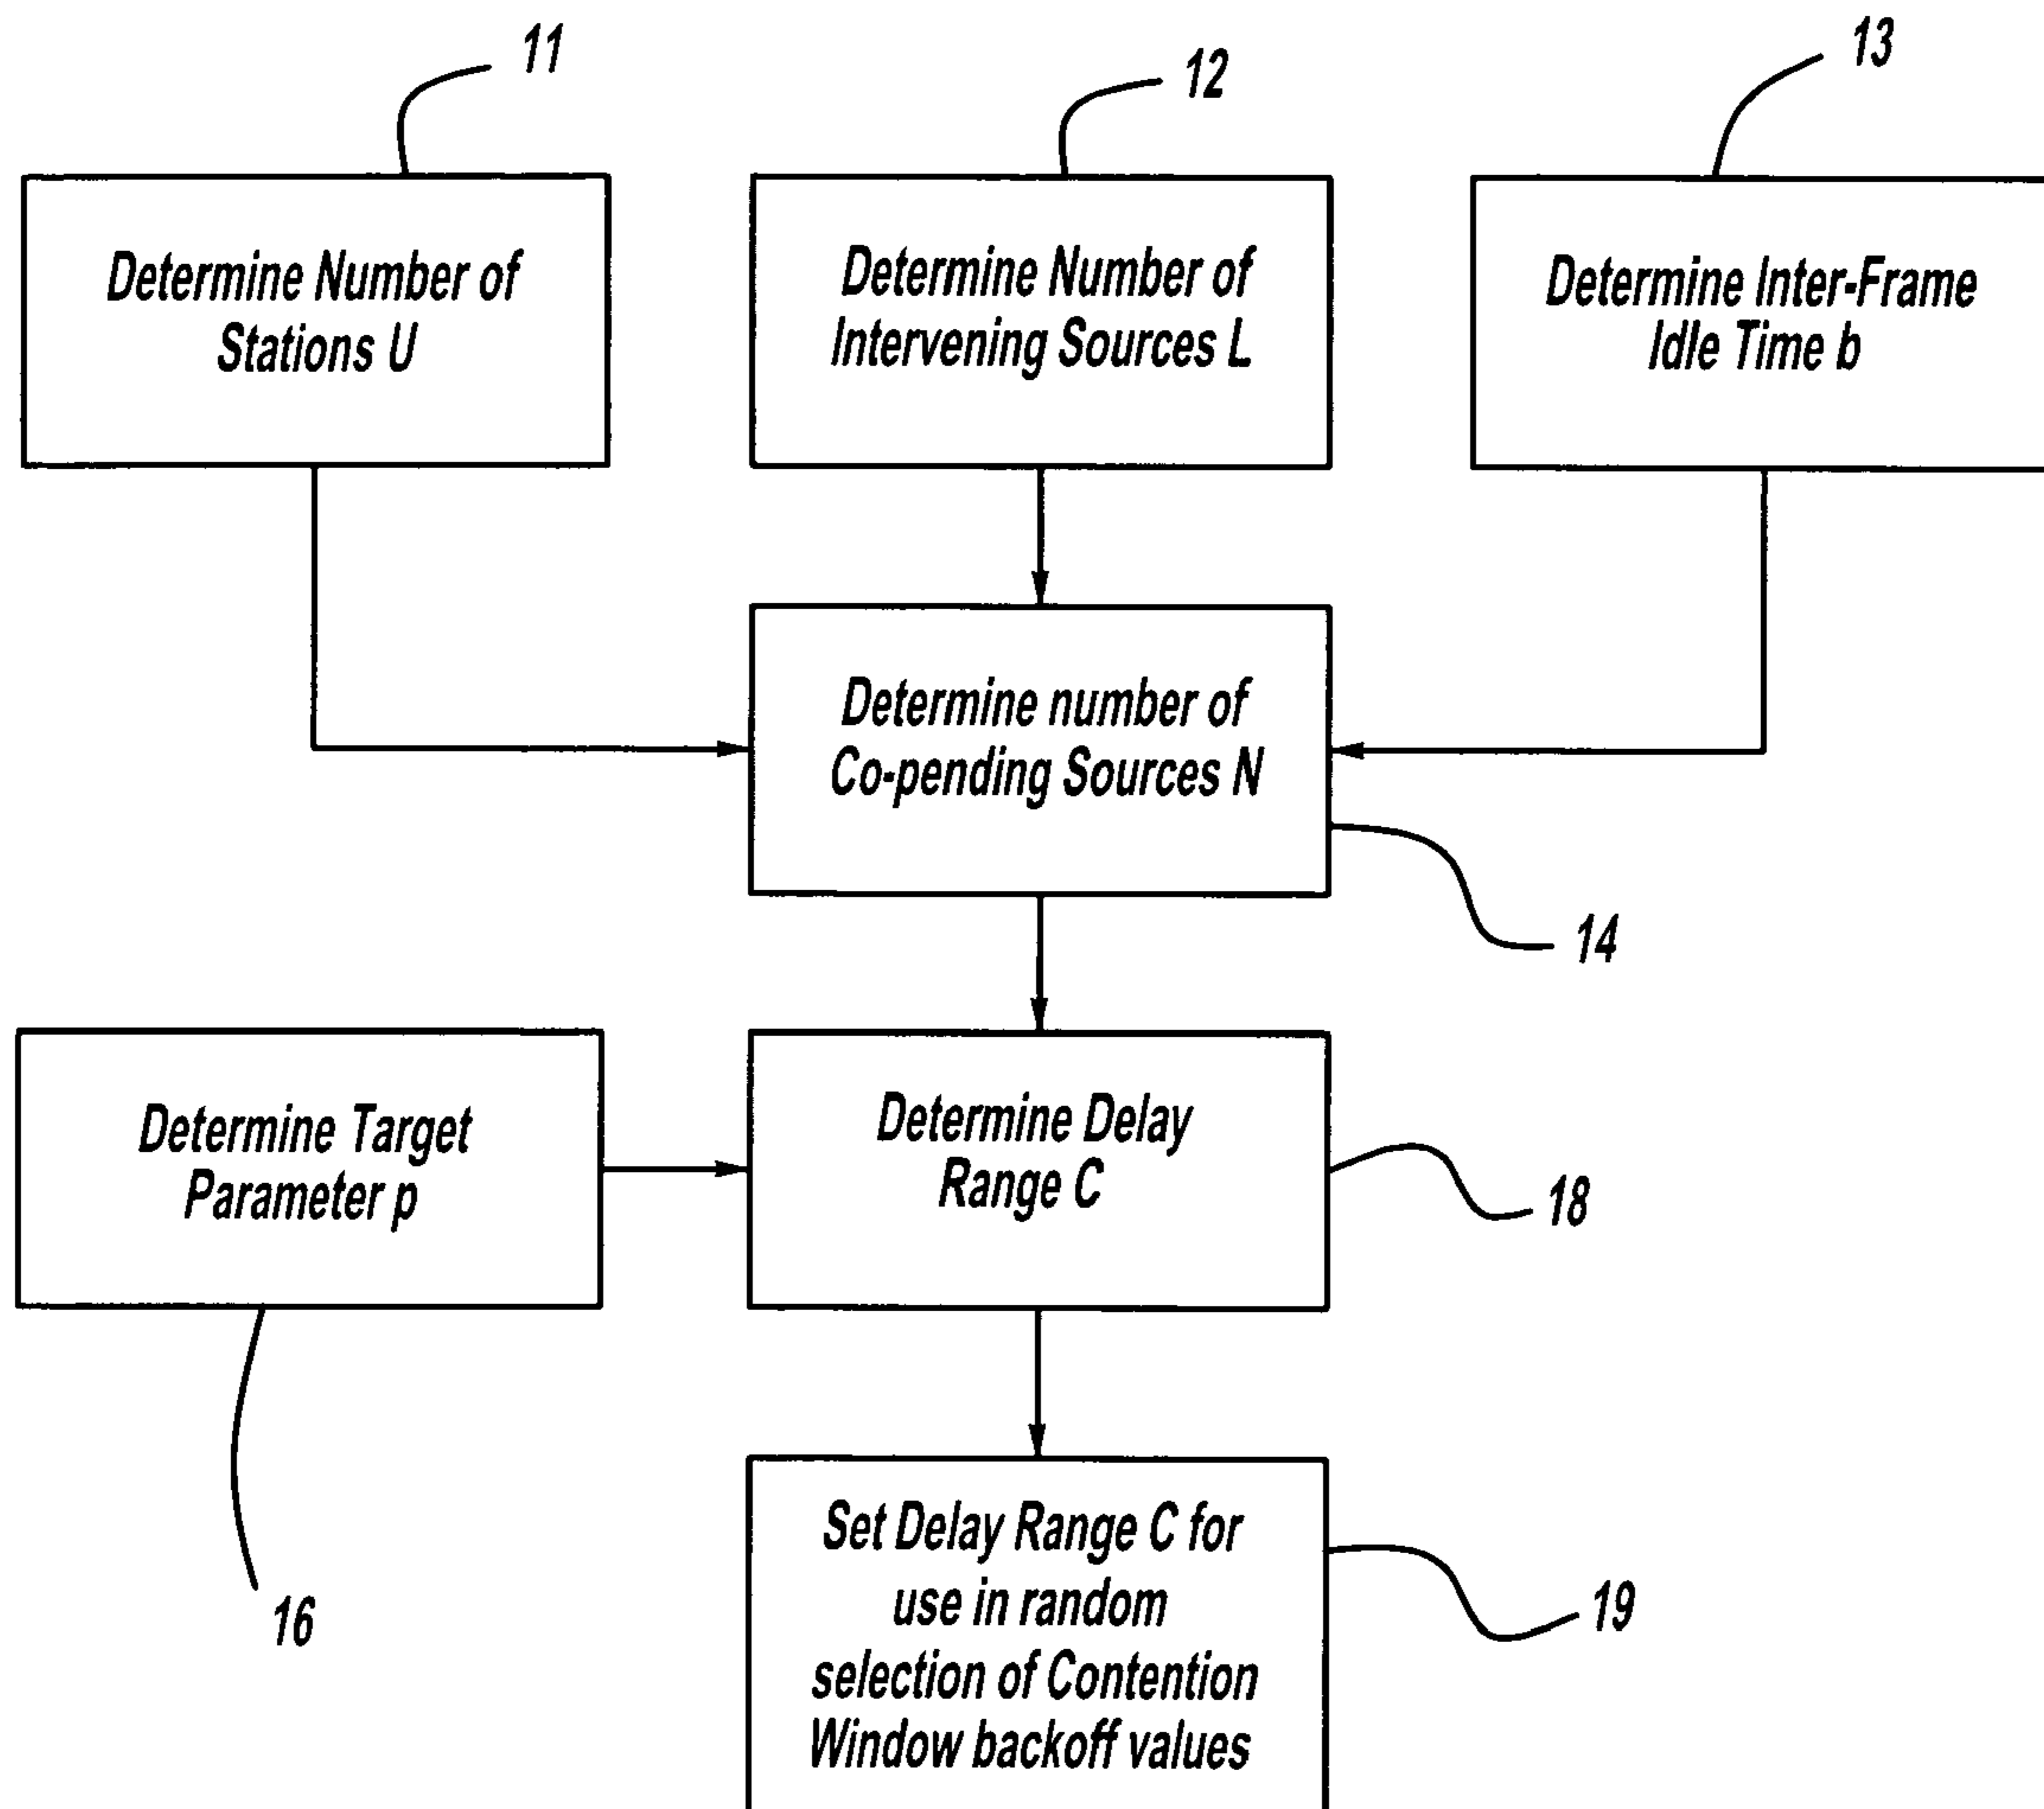 11
12
13
Determine Number of
Stations U
Determine Number of
Intervening Sources L
Determine Inter-Frame
Idle Time b
Determine number of
Co-pending Sources N
14
Determine Target
Parameter p
Determine Delay
Range C
18
16
Set Delay Range C for
use in random
selection of Contention
Window backoff values
19